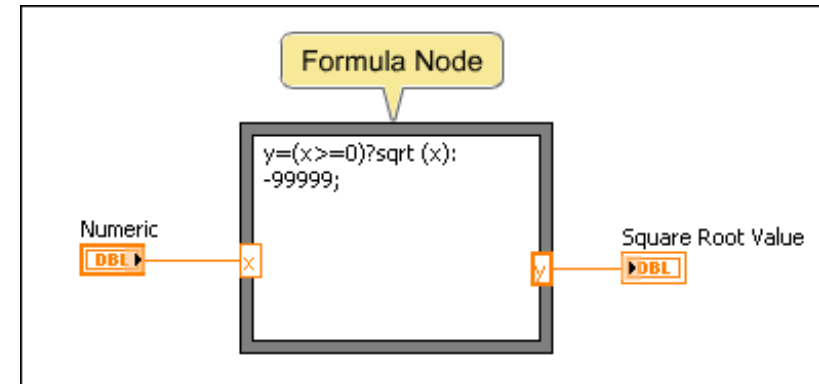 Formula Node
y=(x>=0)?sqrt (x):
-99999;
Numeric
DBL
x
y
Square Root Value
DBL